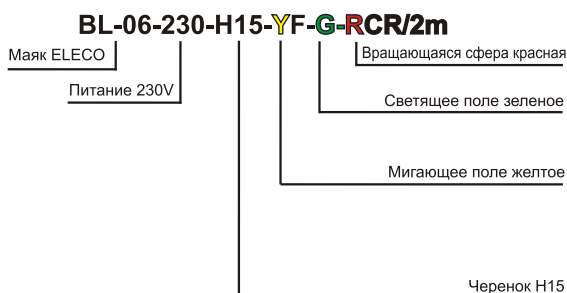 BL-06-230-H15-YF-G-RCR/2m
Маяк ELECO
Вращающаяся сфера красная
Питание 230V
Светящее поле зеленое
Мигающее поле желтое
Черенок H15